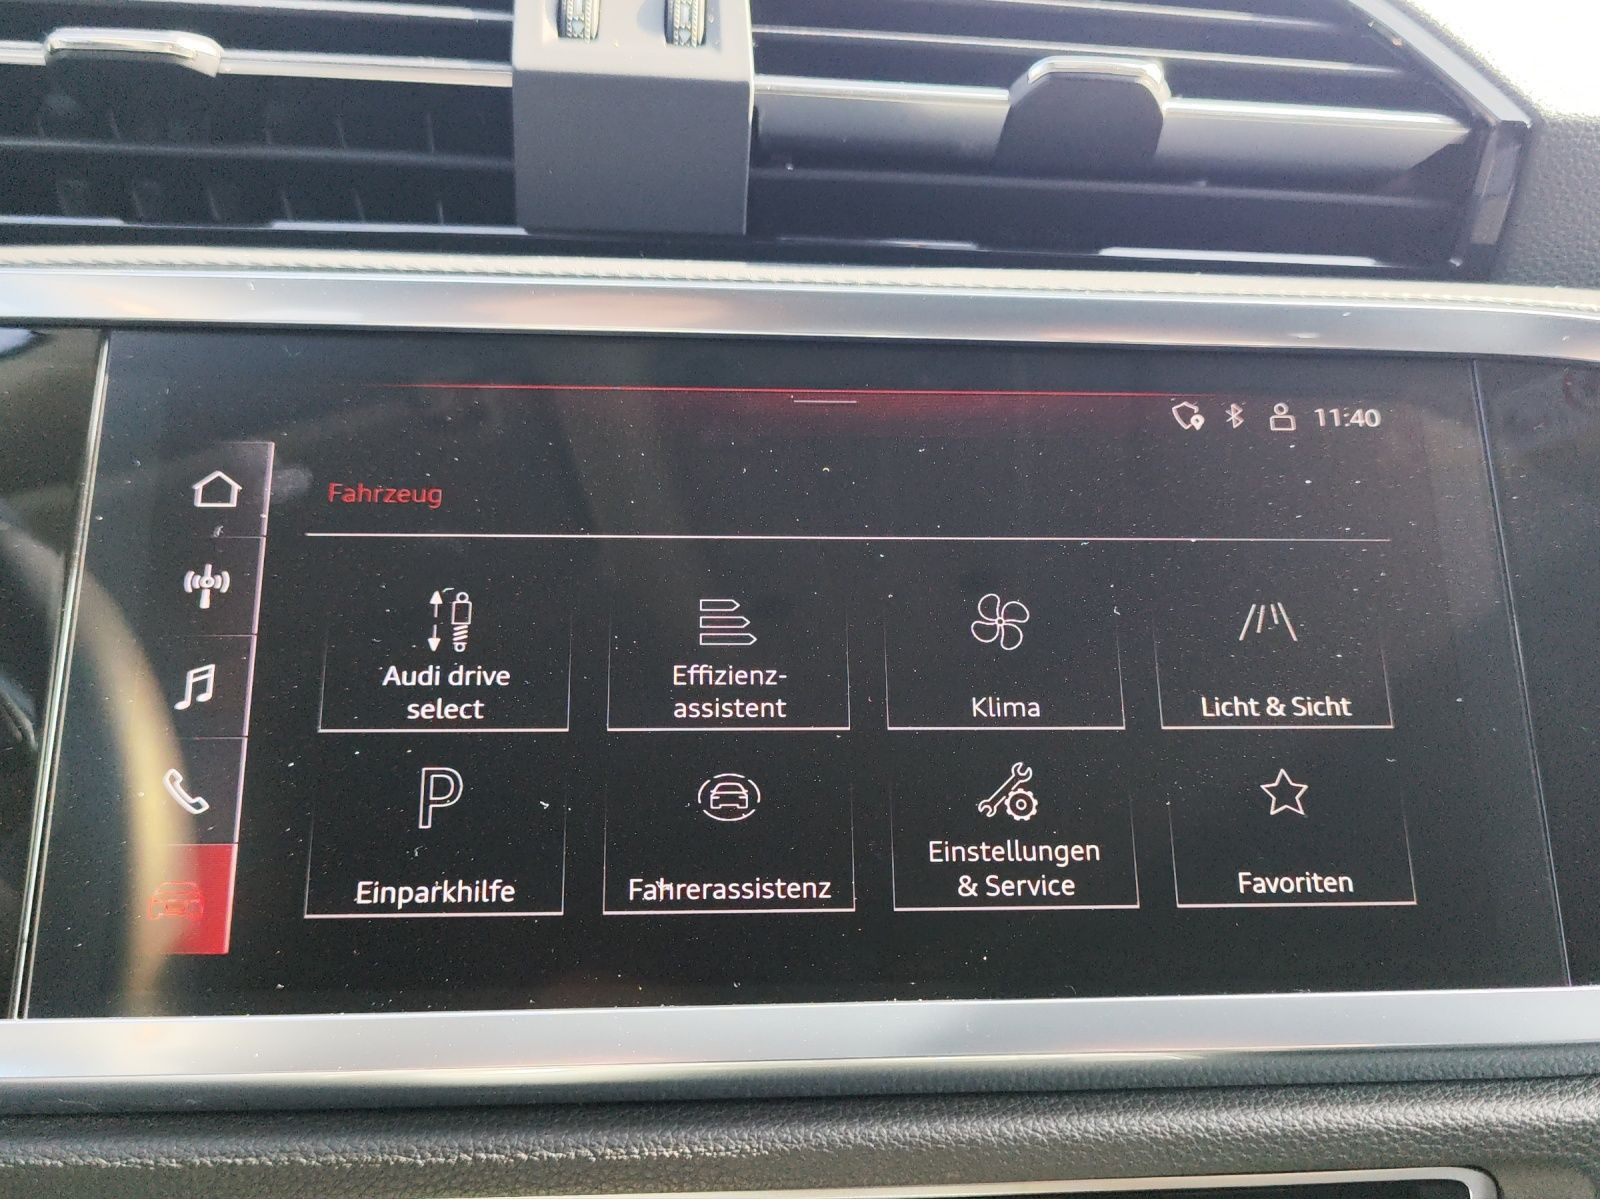 11:40
Fahrzeug
Audi drive
select
Effizienz-
assistent
Klima
Licht & Sicht
P
Einparkhilfe
Fahrerassistenz
Einstellungen
& Service
Favoriten